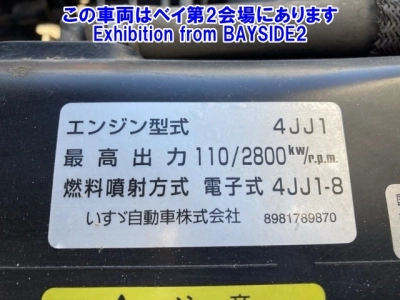 この車両はベイ第2会場にあります
Exhibition from BAYSIDE2
エンジン型式 4JJ1
最高出力 110/2800kw/r.p.m.
燃料噴射方式 電子式 4JJ1-8
いすゞ自動車株式会社 8981789870